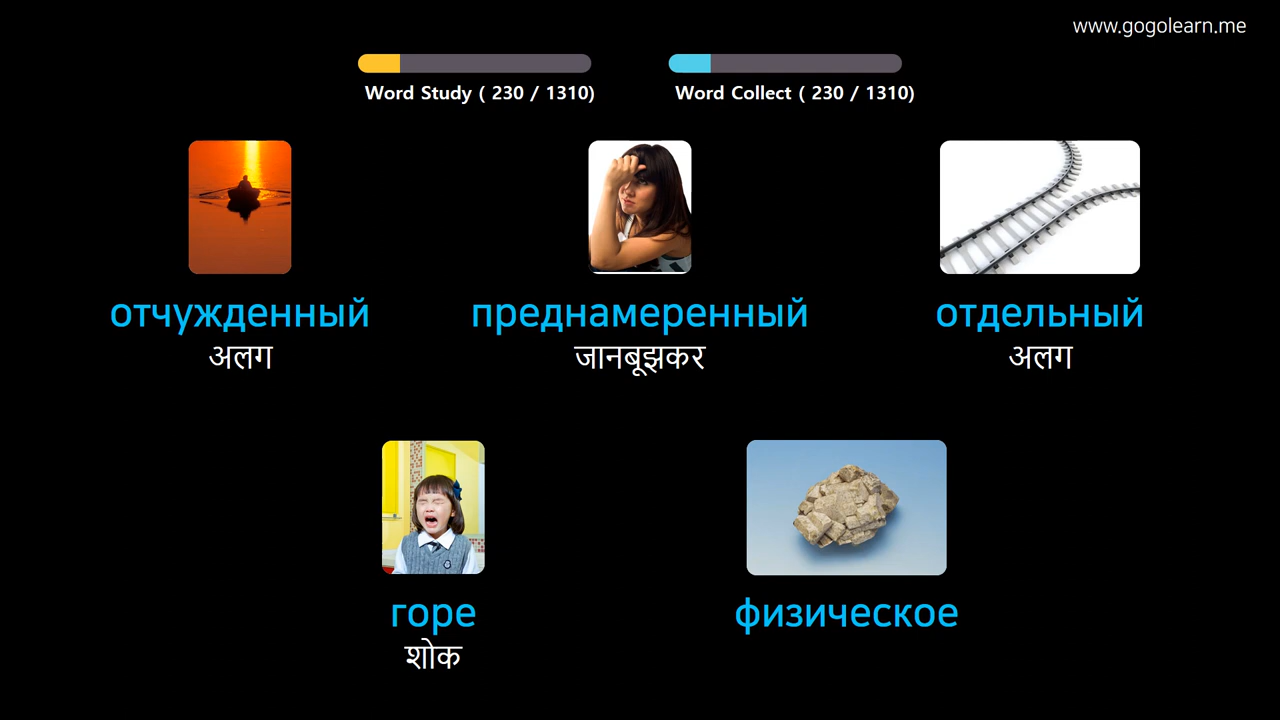 www.gogolearn.me
Word Study ( 230 / 1310)
Word Collect ( 230 / 1310)
отчужденный
अलग
преднамеренный
जानबूझकर
отдельный
अलग
горе
शोक
физическое